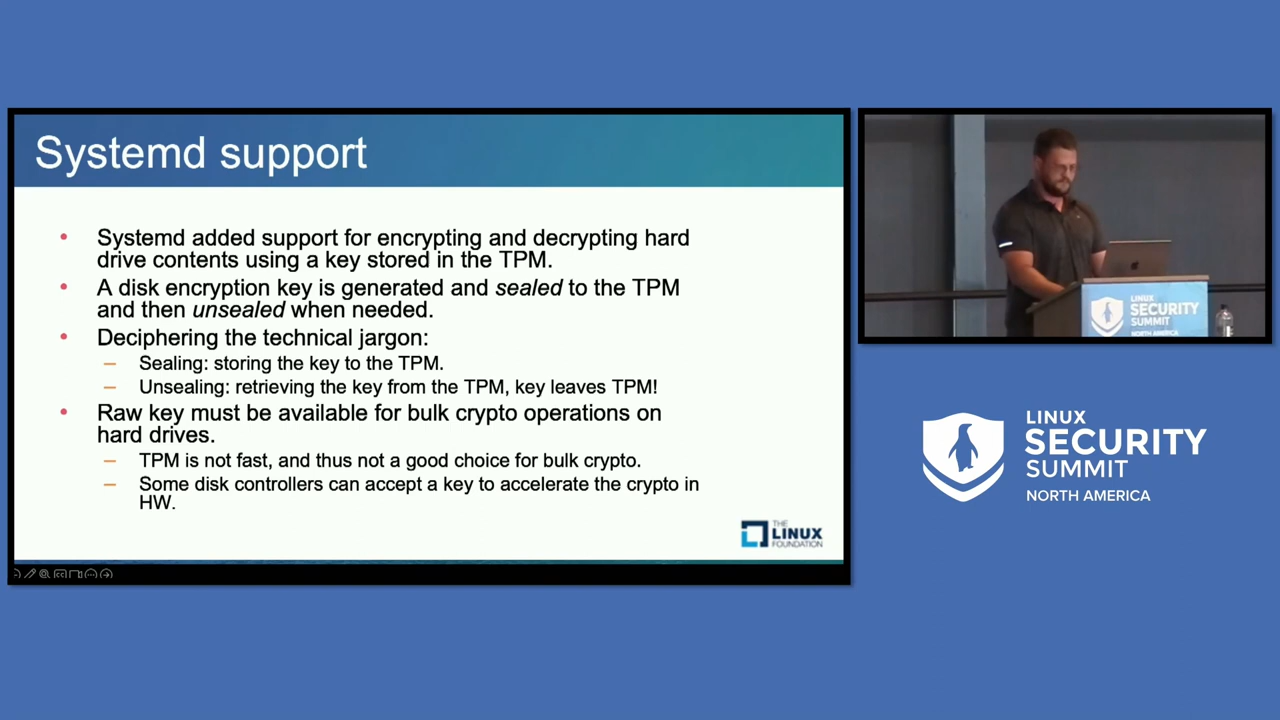 Systemd support
• Systemd added support for encrypting and decrypting hard
drive contents using a key stored in the TPM.
• A disk encryption key is generated and sealed to the TPM
and then unsealed when needed.
• Deciphering the technical jargon:
– Sealing: storing the key to the TPM.
– Unsealing: retrieving the key from the TPM, key leaves TPM!
• Raw key must be available for bulk crypto operations on
hard drives.
– TPM is not fast, and thus not a good choice for bulk crypto.
– Some disk controllers can accept a key to accelerate the crypto in
HW.
THE
LINUX
FOUNDATION
LINUX
SECURITY
SUMMIT
NORTH AMERICA
LINUX
SECURITY
SUMMIT
NORTH AMERICA